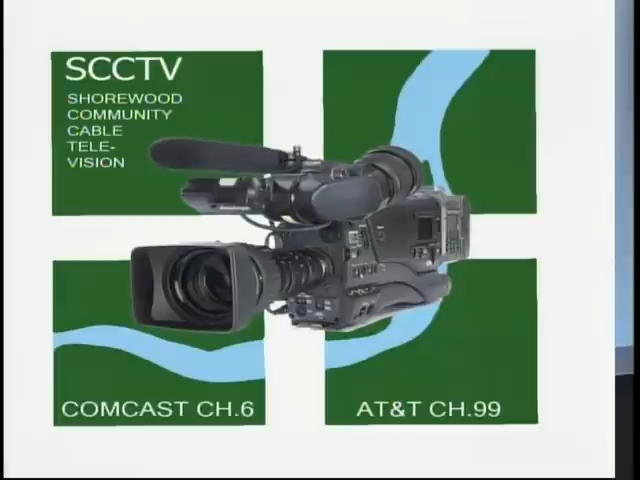 SCCTV
SHOREWOOD
COMMUNITY
CABLE
TELE-
VISION
COMCAST CH.6
AT&T CH.99